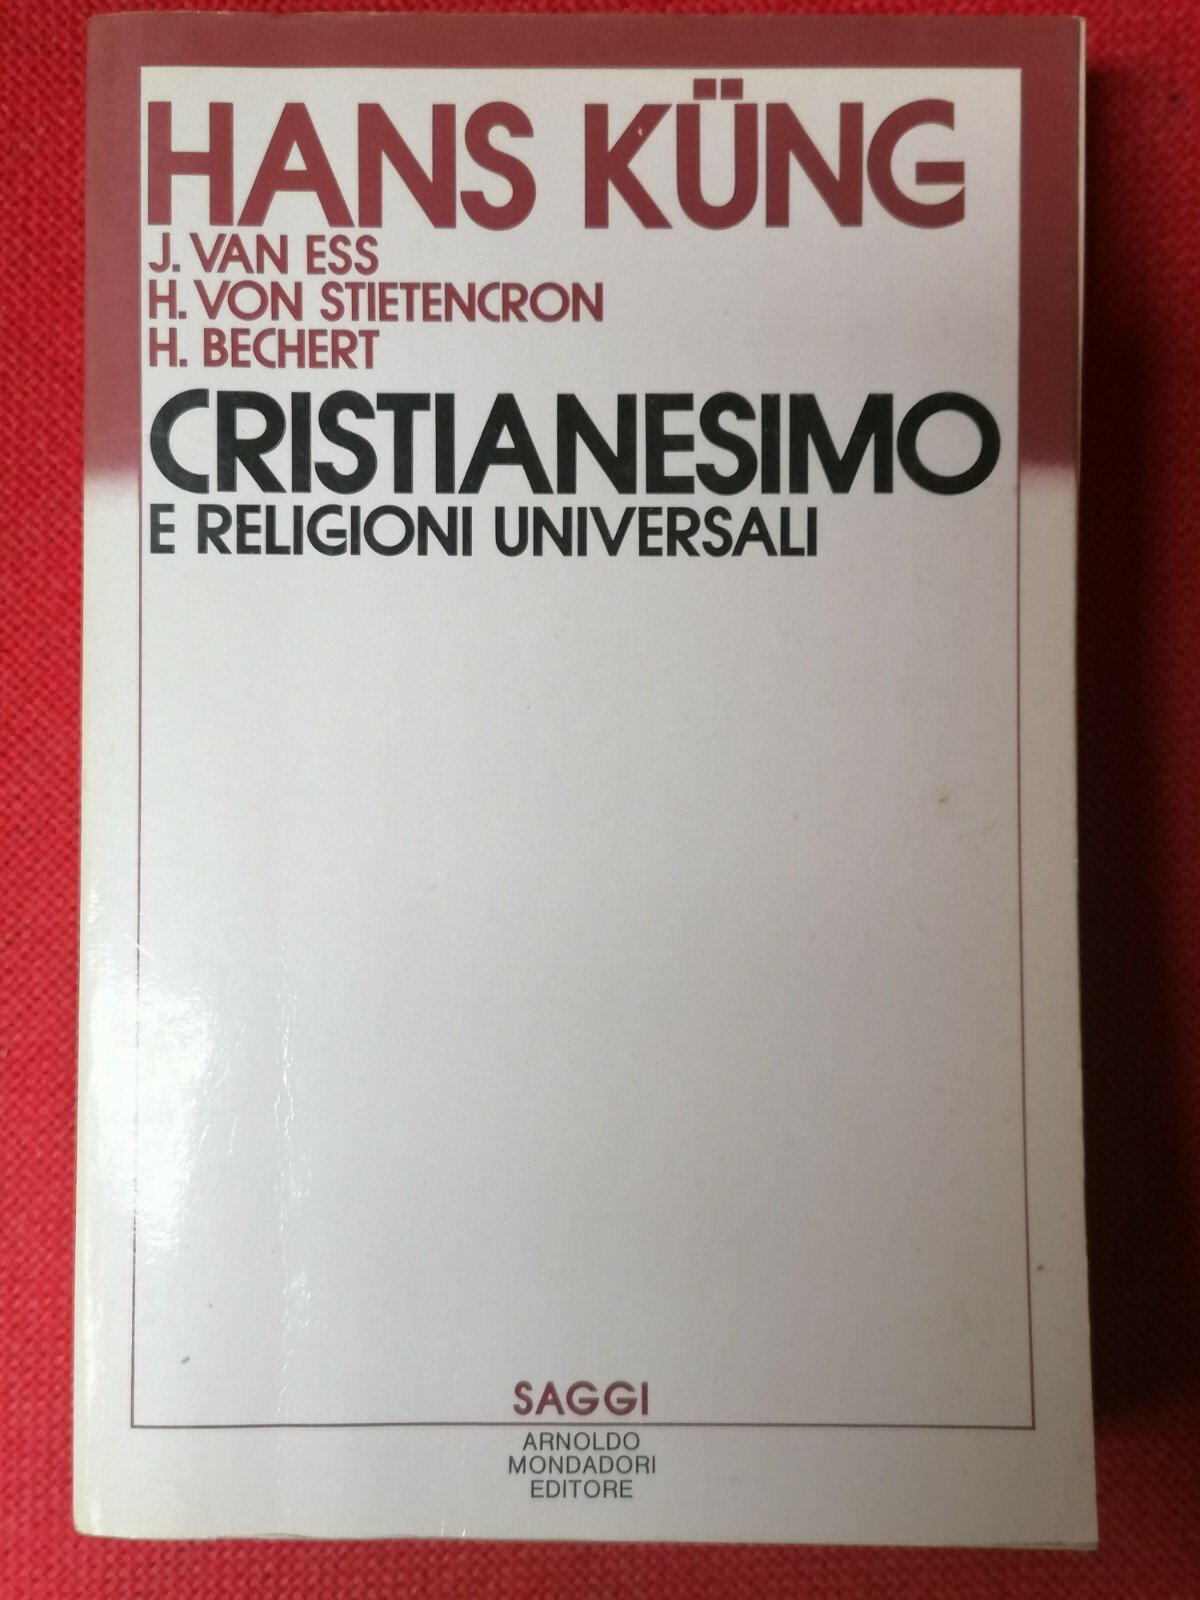 HANS KÜNG
J. VAN ESS
H. VON STIETENCRON
H. BECHERT
CRISTIANESIMO
E RELIGIONI UNIVERSALI
SAGGI
ARNOLDO
MONDADORI
EDITORE